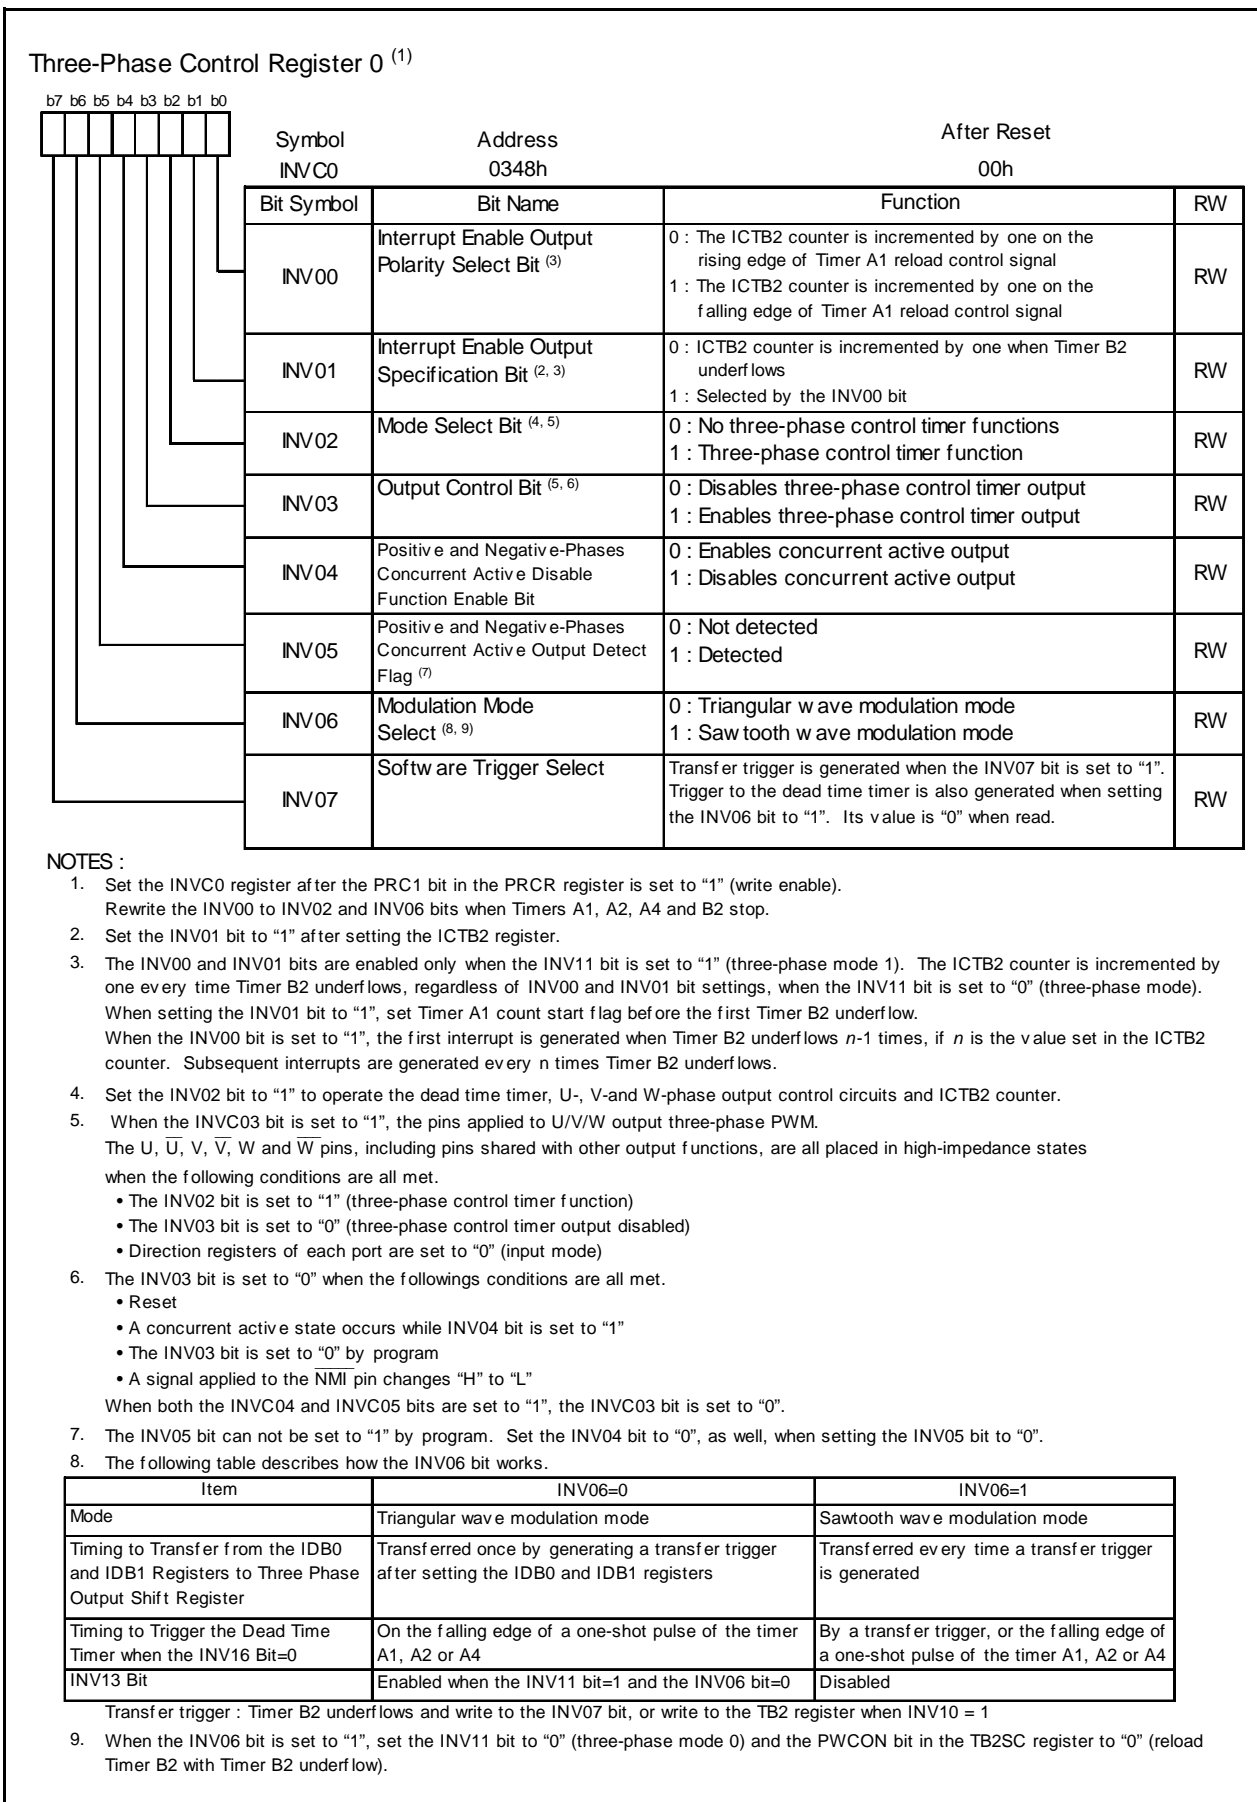 Three-Phase Control Register 0 (1)
b7 b6 b5 b4 b3 b2 b1 b0
Symbol Address After Reset
INVC0 0348h 00h
Bit Symbol Bit Name Function RW
INV00 Interrupt Enable Output Polarity Select Bit (3) 0 : The ICTB2 counter is incremented by one on the RW
rising edge of Timer A1 reload control signal
1 : The ICTB2 counter is incremented by one on the
falling edge of Timer A1 reload control signal
INV01 Interrupt Enable Output Specification Bit (2, 3) 0 : ICTB2 counter is incremented by one when Timer B2 RW
underflows
1 : Selected by the INV00 bit
INV02 Mode Select Bit (4, 5) 0 : No three-phase control timer functions RW
1 : Three-phase control timer function
INV03 Output Control Bit (5, 6) 0 : Disables three-phase control timer output RW
1 : Enables three-phase control timer output
INV04 Positive and Negative-Phases Concurrent Active Disable Function Enable Bit 0 : Enables concurrent active output RW
1 : Disables concurrent active output
INV05 Positive and Negative-Phases Concurrent Active Output Detect Flag (7) 0 : Not detected RW
1 : Detected
INV06 Modulation Mode Select (8, 9) 0 : Triangular wave modulation mode RW
1 : Sawtooth wave modulation mode
INV07 Software Trigger Select Transfer trigger is generated when the INV07 bit is set to “1”. RW
Trigger to the dead time timer is also generated when setting
the INV06 bit to “1”. Its value is “0” when read.
NOTES :
1. Set the INVC0 register after the PRC1 bit in the PRCR register is set to “1” (write enable).
Rewrite the INV00 to INV02 and INV06 bits when Timers A1, A2, A4 and B2 stop.
2. Set the INV01 bit to “1” after setting the ICTB2 register.
3. The INV00 and INV01 bits are enabled only when the INV11 bit is set to “1” (three-phase mode 1). The ICTB2 counter is incremented by
one every time Timer B2 underflows, regardless of INV00 and INV01 bit settings, when the INV11 bit is set to “0” (three-phase mode).
When setting the INV01 bit to “1”, set Timer A1 count start flag before the first Timer B2 underflow.
When the INV00 bit is set to “1”, the first interrupt is generated when Timer B2 underflows n-1 times, if n is the value set in the ICTB2
counter. Subsequent interrupts are generated every n times Timer B2 underflows.
4. Set the INV02 bit to “1” to operate the dead time timer, U-, V-and W-phase output control circuits and ICTB2 counter.
5. When the INVC03 bit is set to “1”, the pins applied to U/V/W output three-phase PWM.
The U, U̅, V, V̅, W and W̅ pins, including pins shared with other output functions, are all placed in high-impedance states
when the following conditions are all met.
• The INV02 bit is set to “1” (three-phase control timer function)
• The INV03 bit is set to “0” (three-phase control timer output disabled)
• Direction registers of each port are set to “0” (input mode)
6. The INV03 bit is set to “0” when the followings conditions are all met.
• Reset
• A concurrent active state occurs while INV04 bit is set to “1”
• The INV03 bit is set to “0” by program
• A signal applied to the N̅M̅I̅ pin changes “H” to “L”
When both the INVC04 and INVC05 bits are set to “1”, the INVC03 bit is set to “0”.
7. The INV05 bit can not be set to “1” by program. Set the INV04 bit to “0”, as well, when setting the INV05 bit to “0”.
8. The following table describes how the INV06 bit works.
Item INV06=0 INV06=1
Mode Triangular wave modulation mode Sawtooth wave modulation mode
Timing to Transfer from the IDB0 Transferred once by generating a transfer trigger Transferred every time a transfer trigger
and IDB1 Registers to Three Phase after setting the IDB0 and IDB1 registers is generated
Output Shift Register
Timing to Trigger the Dead Time On the falling edge of a one-shot pulse of the timer By a transfer trigger, or the falling edge of
Timer when the INV16 Bit=0 A1, A2 or A4 a one-shot pulse of the timer A1, A2 or A4
INV13 Bit Enabled when the INV11 bit=1 and the INV06 bit=0 Disabled
Transfer trigger : Timer B2 underflows and write to the INV07 bit, or write to the TB2 register when INV10 = 1
9. When the INV06 bit is set to “1”, set the INV11 bit to “0” (three-phase mode 0) and the PWCON bit in the TB2SC register to “0” (reload
Timer B2 with Timer B2 underflow).